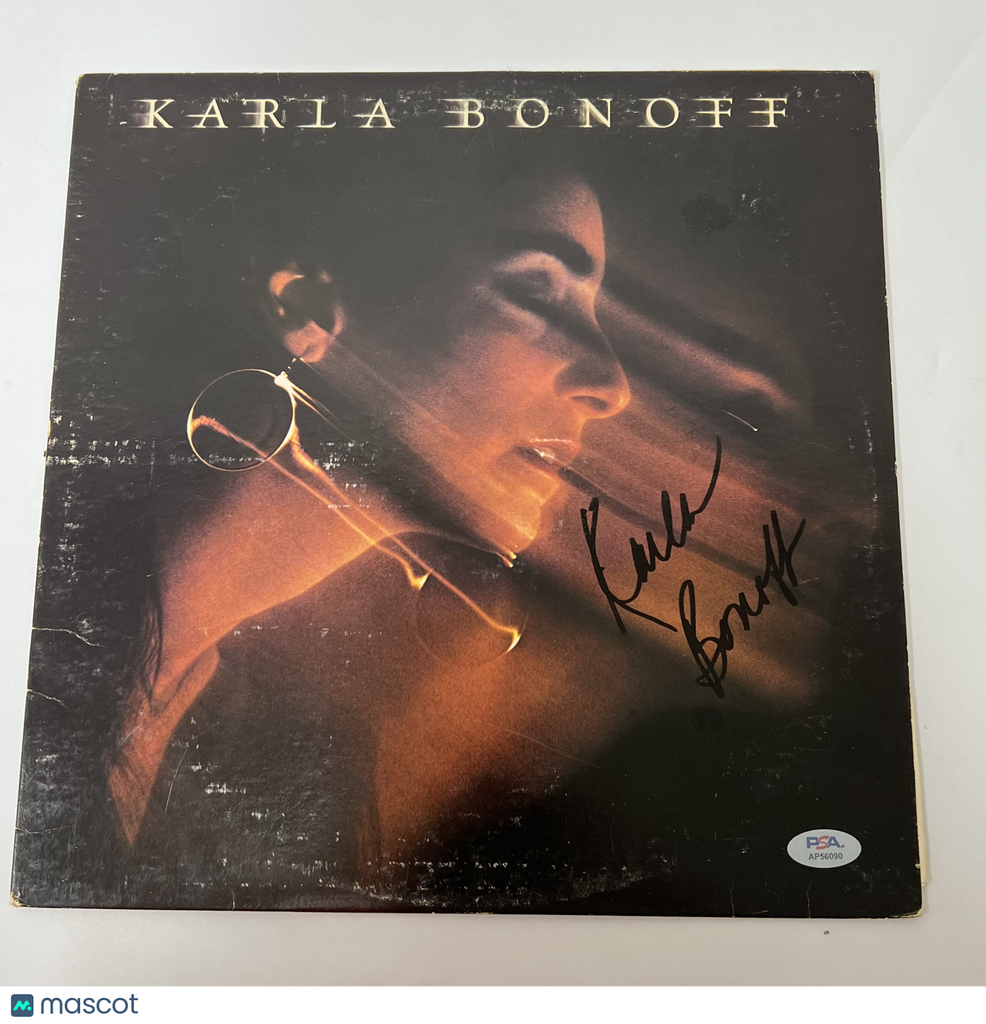 KARLA BONOFF
Karla
Bonoff
PSA
AP56090
mascot